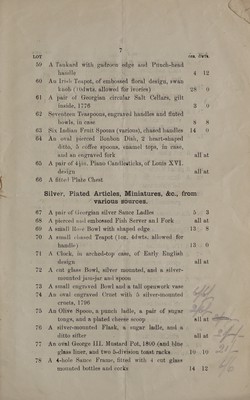 7
LOT OZS. DWTS.
59 A Tankard with gadroon edge and Punch-head
handle 4 12
60 An Irish Teapot, of embossed floral design, swan
knob (10dwts. allowed for ivories) 28 0
61 A pair of Georgian circular Salt Cellars, gilt
inside, 1776 3 0
62 Seventeen Teaspoons, engraved handles and fluted
bowls, in case 9 8
63 Six Indian Fruit Spoons (various), chased handles 14 0
64 An oval pierced Bonbon Dish, 2 heart-shaped
ditto, 5 coffee spoons, enamel tops, in case,
and an engraved fork all at
65 A pair of Plano Candlesticks, of Louis XVI.
design all at
66 A fitted Plate Chest
Silver, Plated Articles, Miniatures, &c., from
various sources.
67 A pair of Georgian silver Sauce Ladles 5 3
68 A pierced and embossed Fish Server and Fork all at
69 A small Rose Bowl with shaped edge 13 8
70 A small chased Teapot (1oz. 4dwts. allowed for
handle) 12 0
71 A Clock, in arched-top case, of Early English
design all at
72 A cut glass Bowl, silver mounted, and a silver-
mounted jam-jar and spoon
73 A small engraved Bowl and a tall openwork vase
74 An oval engraved Cruet with 5 silver-mounted
cruets, 1796
75 An Olive Spoon, a punch ladle, a pair of sugar
tongs, and a plated cheese scoop all at
76 A silver-mounted Flask, a sugar ladle, and a
ditto sifter all at
77 An oval George III. Mustard Pot, 1800 (and blue
glass liner, and two 5-division toast racks 10 10
78 A 4-hole Sauce Frame, fitted with 4 cut glass
mounted bottles and corks 14 12